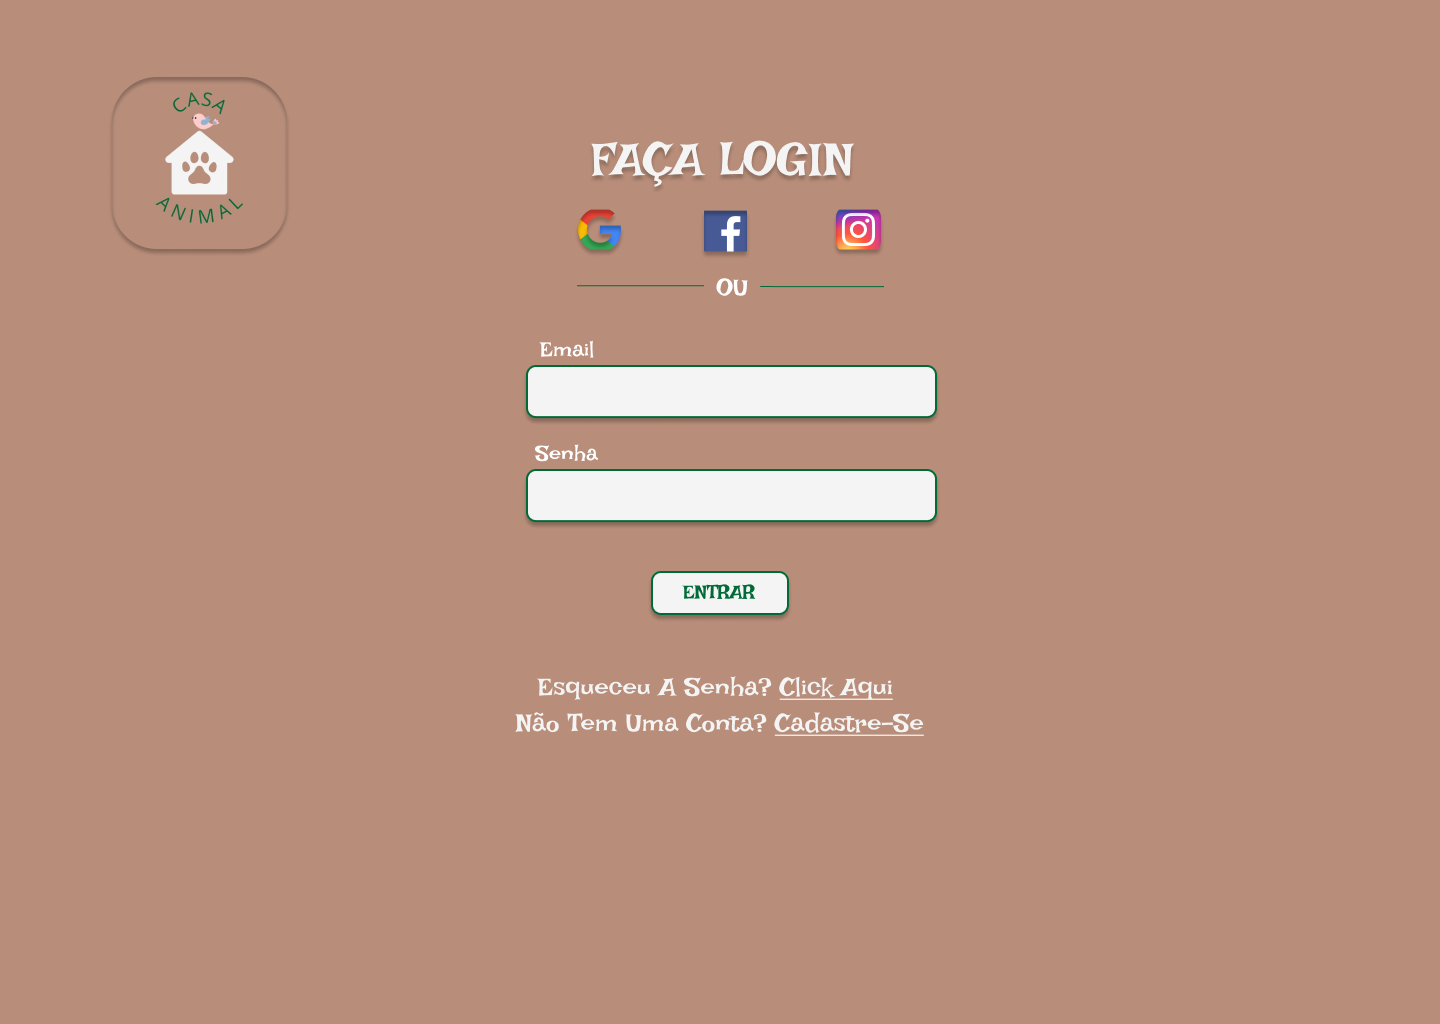 CASA
ANIMAL
FAÇA LOGIN
OU
Email
Senha
ENTRAR
Esqueceu A Senha? Click Aqui
Não Tem Uma Conta? Cadastre-Se